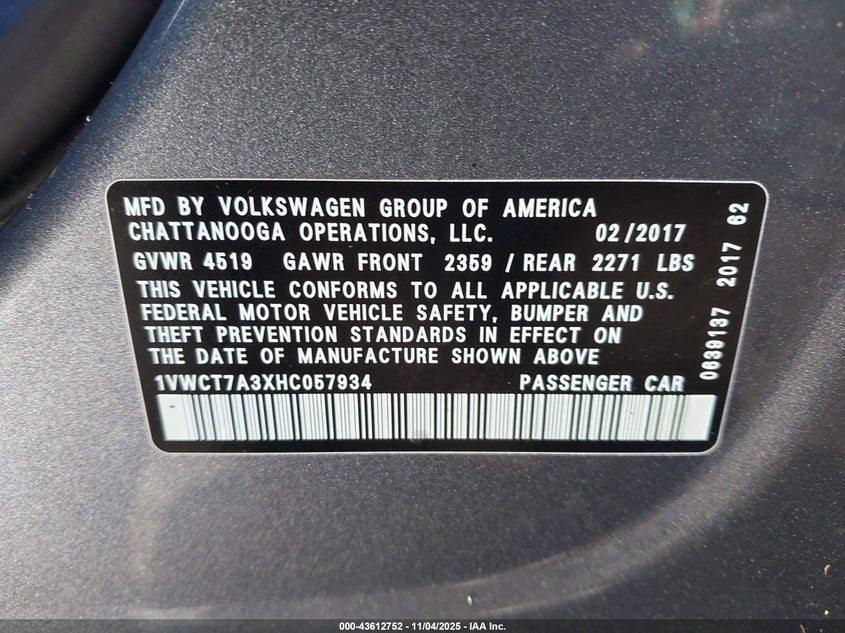 MFD BY VOLKSWAGEN GROUP OF AMERICA
CHATTANOOGA OPERATIONS, LLC. 02/2017
GVWR 4519 GAWR FRONT 2359 / REAR 2271 LBS
THIS VEHICLE CONFORMS TO ALL APPLICABLE U.S.
FEDERAL MOTOR VEHICLE SAFETY, BUMPER AND
THEFT PREVENTION STANDARDS IN EFFECT ON
THE DATE OF MANUFACTURE SHOWN ABOVE
1VWCT7A3XHC057934 PASSENGER CAR
0639137 2017 62
000-43612752 - 11/04/2025 - IAA Inc.